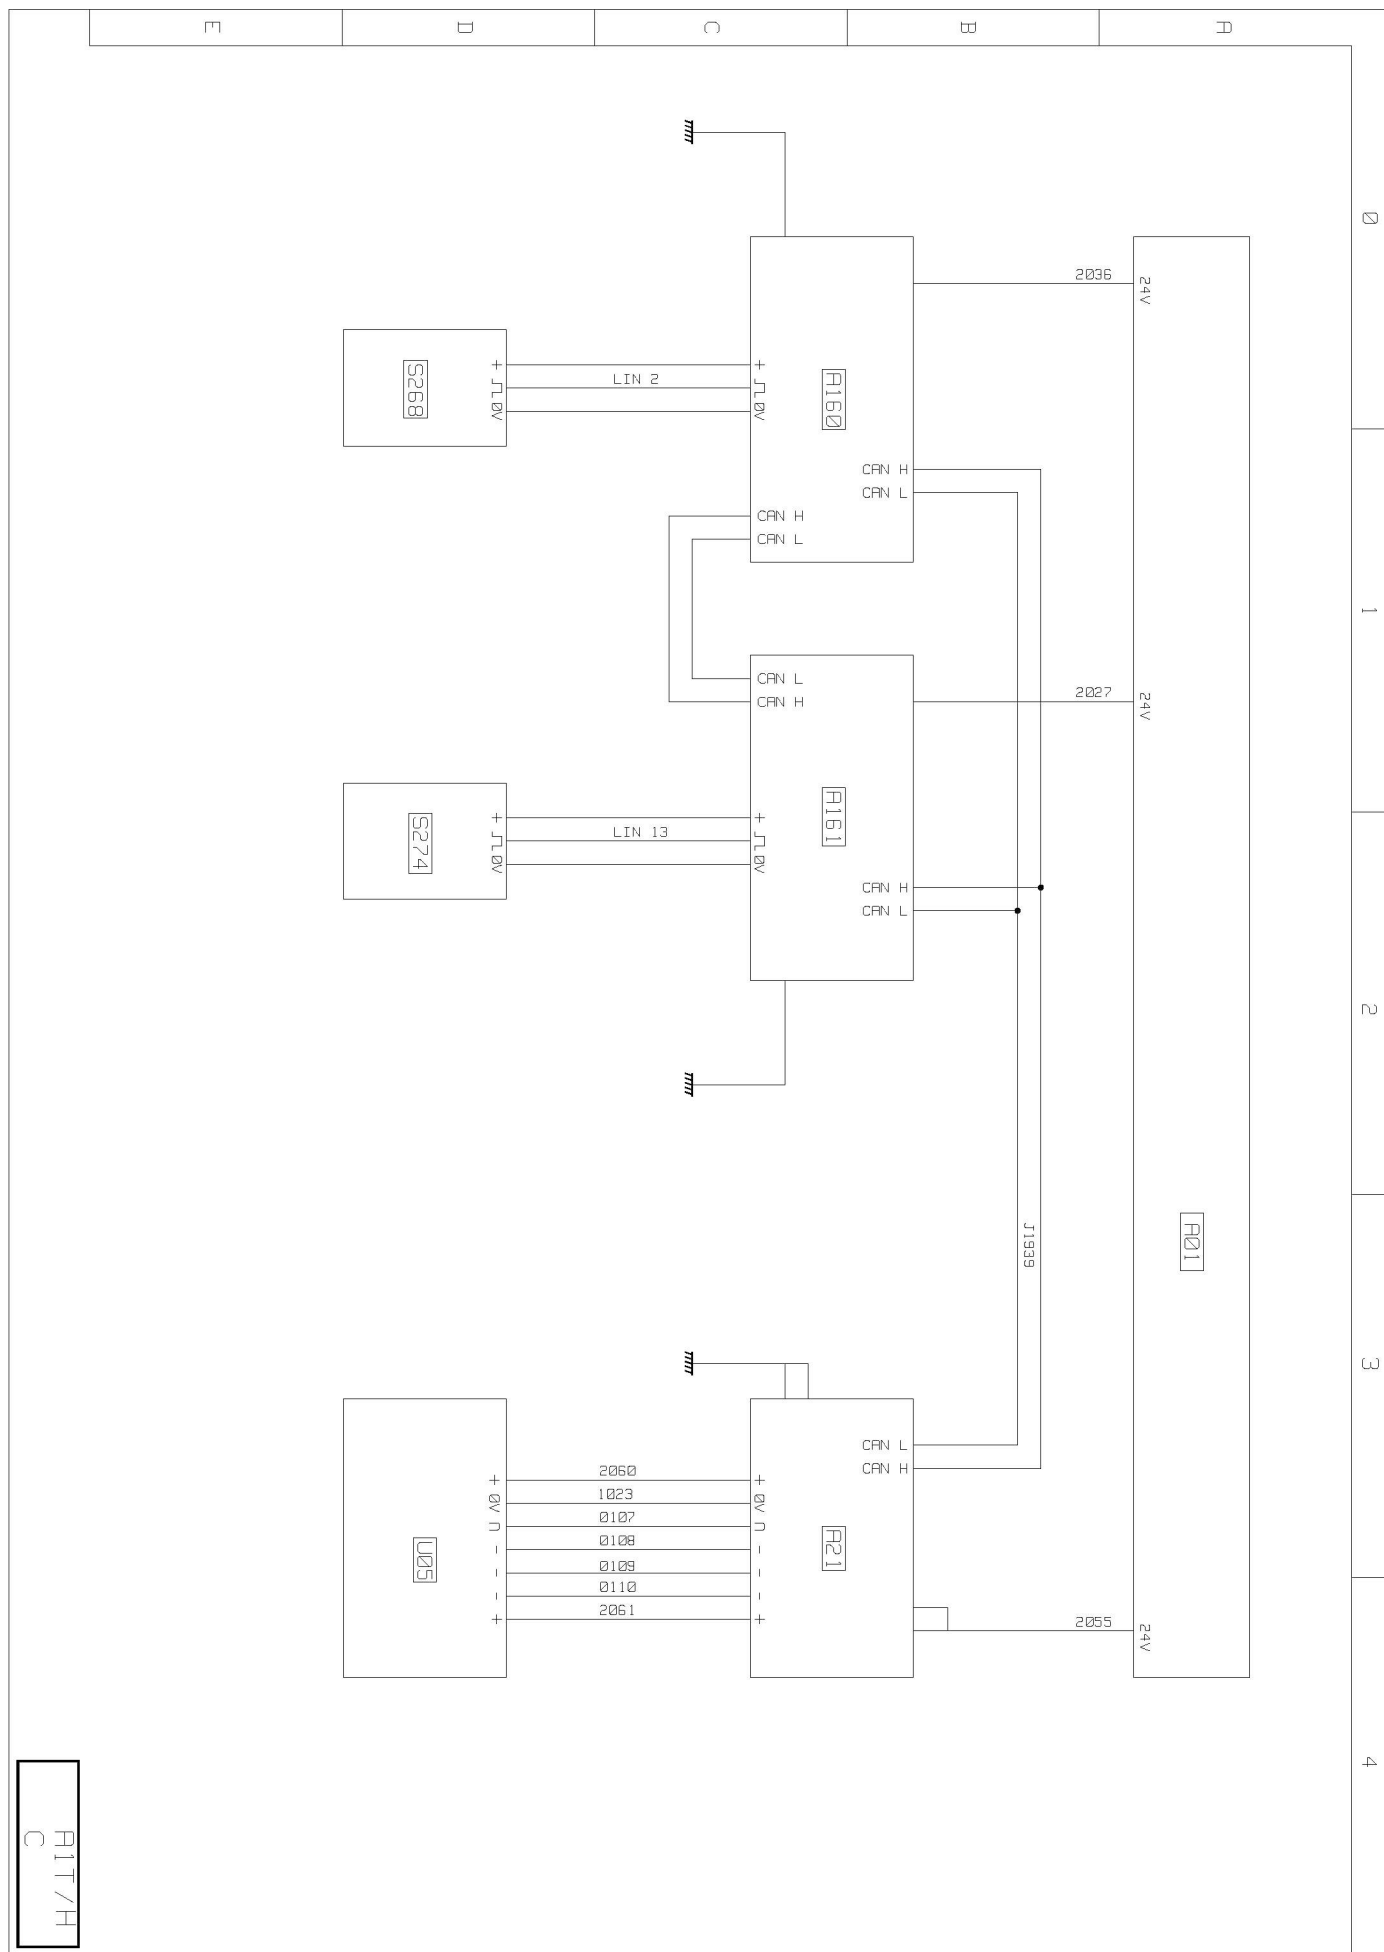 E
D
C
B
A
0
1
2
3
4
A01
24V
24V
24V
2036
2027
2055
J1939
A160
CAN H
CAN L
CAN H
CAN L
+
0V
LIN 2
+
0V
S268
A161
CAN L
CAN H
CAN H
CAN L
+
0V
LIN 13
+
0V
S274
A21
CAN L
CAN H
+ 0V n - - - +
2060
1023
0107
0108
0109
0110
2061
+ 0V n - - - +
U05
A1T/H
C